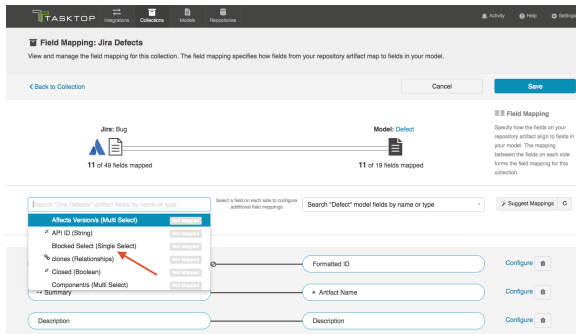 TASKTOP
Integrations
Collections
Models
Repositories
Activity
Help
Settings
Field Mapping: Jira Defects
View and manage the field mapping for this collection. The field mapping specifies how fields from your repository artifact map to fields in your model.
Back to Collection
Cancel
Save
Jira: Bug
11 of 49 fields mapped
Model: Defect
11 of 19 fields mapped
Field Mapping
Specify how the fields on your
repository artifact align to fields in
your model. The mapping
between the fields on each side
forms the field mapping for this
collection.
Search "Jira Defects" artifact fields by name or type
Select a field on each side to configure
additional field mappings
Search "Defect" model fields by name or type
Suggest Mappings
Affects Version/s (Multi Select) Not Mapped
API ID (String) Not Mapped
Blocked Select (Single Select) Not Mapped
clones (Relationships) Not Mapped
Closed (Boolean) Not Mapped
Component/s (Multi Select) Not Mapped
Formatted ID
Configure
Summary
Artifact Name
Configure
Description
Description
Configure